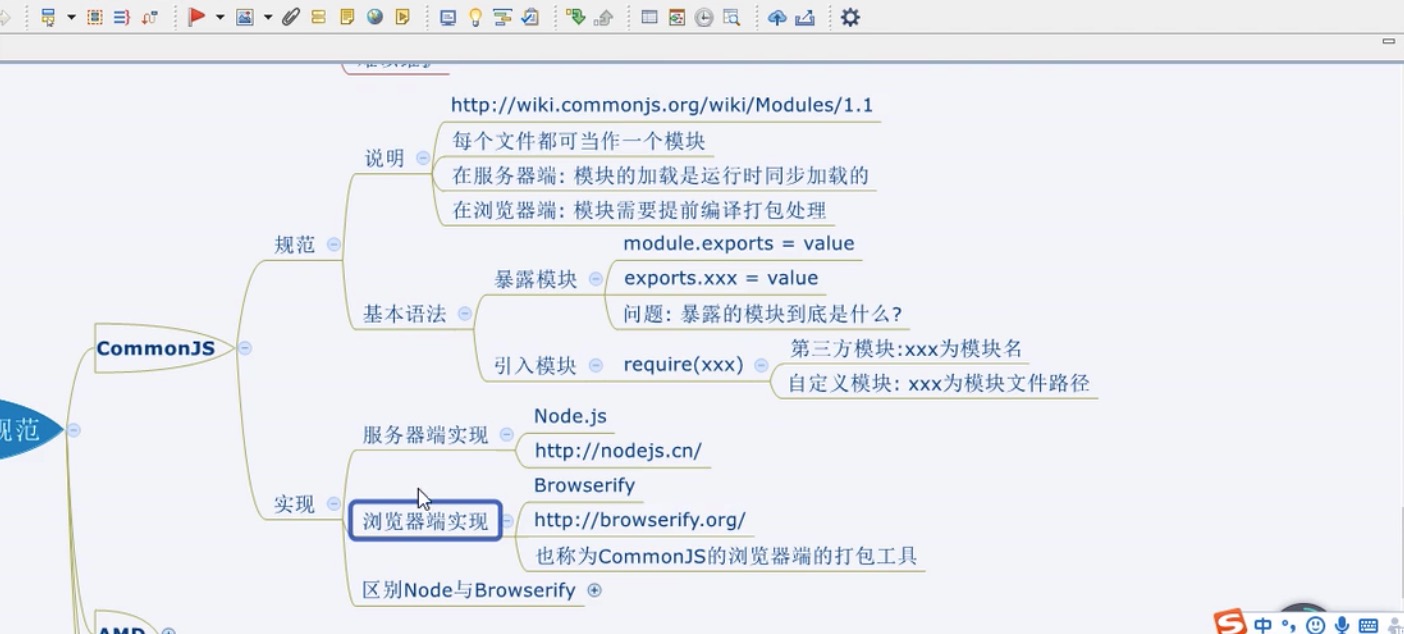 http://wiki.commonjs.org/wiki/Modules/1.1
每个文件都可当作一个模块
说明
在服务器端: 模块的加载是运行时同步加载的
在浏览器端: 模块需要提前编译打包处理
规范
module.exports = value
暴露模块
exports.xxx = value
基本语法
问题: 暴露的模块到底是什么?
CommonJS
第三方模块:xxx为模块名
引入模块
require(xxx)
自定义模块: xxx为模块文件路径
规范
Node.js
服务器端实现
http://nodejs.cn/
Browserify
实现
浏览器端实现
http://browserify.org/
也称为CommonJS的浏览器端的打包工具
区别Node与Browserify
AMD
中